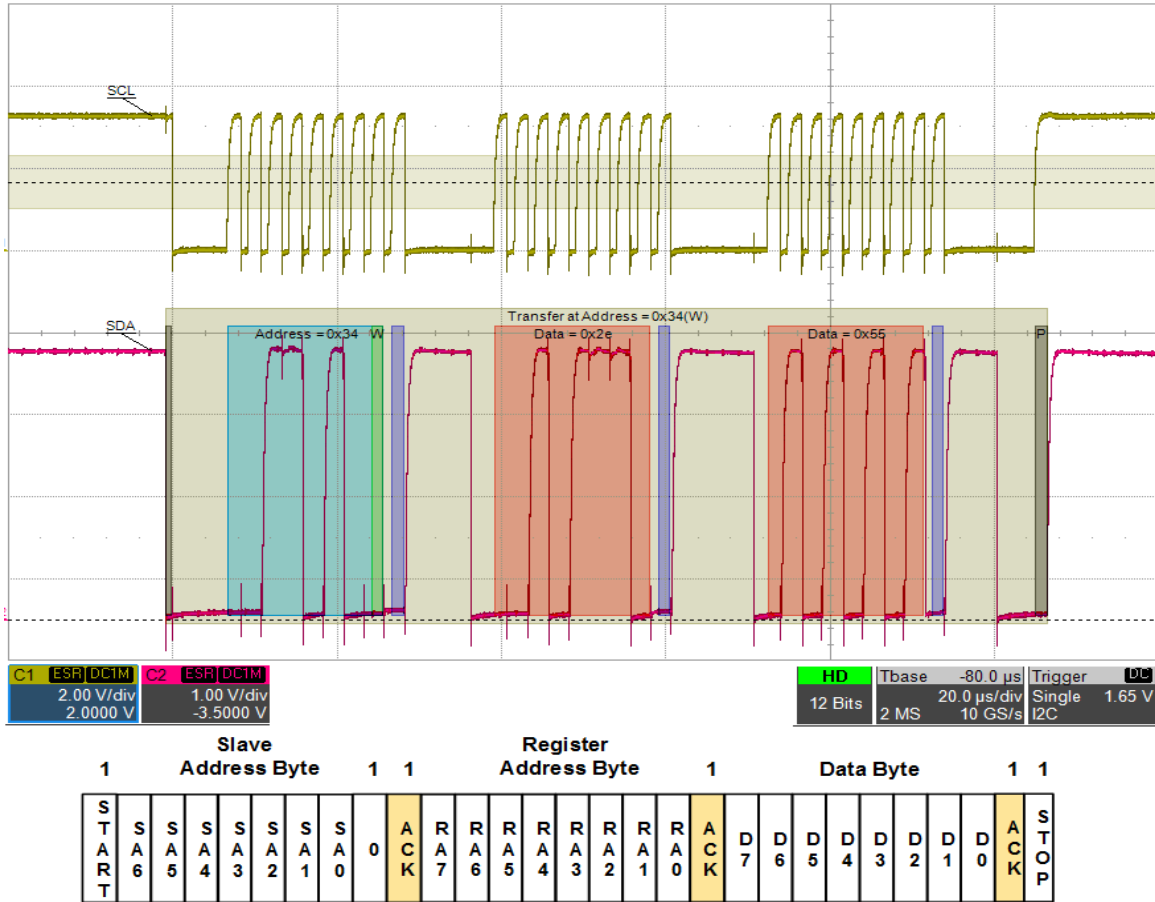 SCL
Transfer at Address = 0x34(W)
SDA
Address = 0x34 W Data = 0x2e Data = 0x55 P
C1 ESR DC1M C2 ESR DC1M HD Tbase -80.0 µs Trigger DC
2.00 V/div 1.00 V/div 12 Bits 20.0 µs/div Single 1.65 V
2.0000 V -3.5000 V 2 MS 10 GS/s I2C
Slave Register
1 Address Byte 1 1 Address Byte 1 Data Byte 1 1
START SA6 SA5 SA4 SA3 SA2 SA1 SA0 0 ACK RA7 RA6 RA5 RA4 RA3 RA2 RA1 RA0 ACK D7 D6 D5 D4 D3 D2 D1 D0 ACK STOP